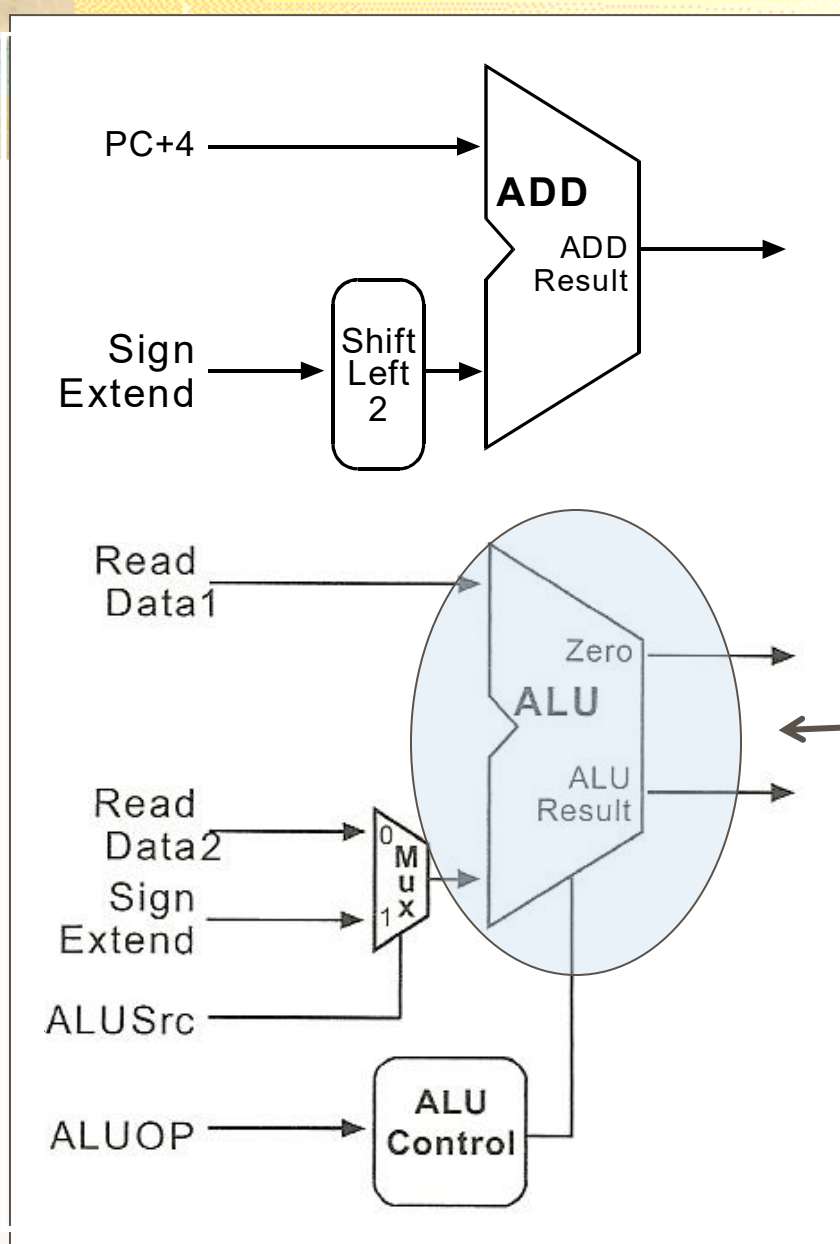 PC+4
ADD
ADD
Result
Sign
Extend
Shift
Left
2
Read
Data1
Zero
ALU
ALU
Result
Read
Data2
0
Mux
1
Sign
Extend
ALUSrc
ALUOP
ALU
Control